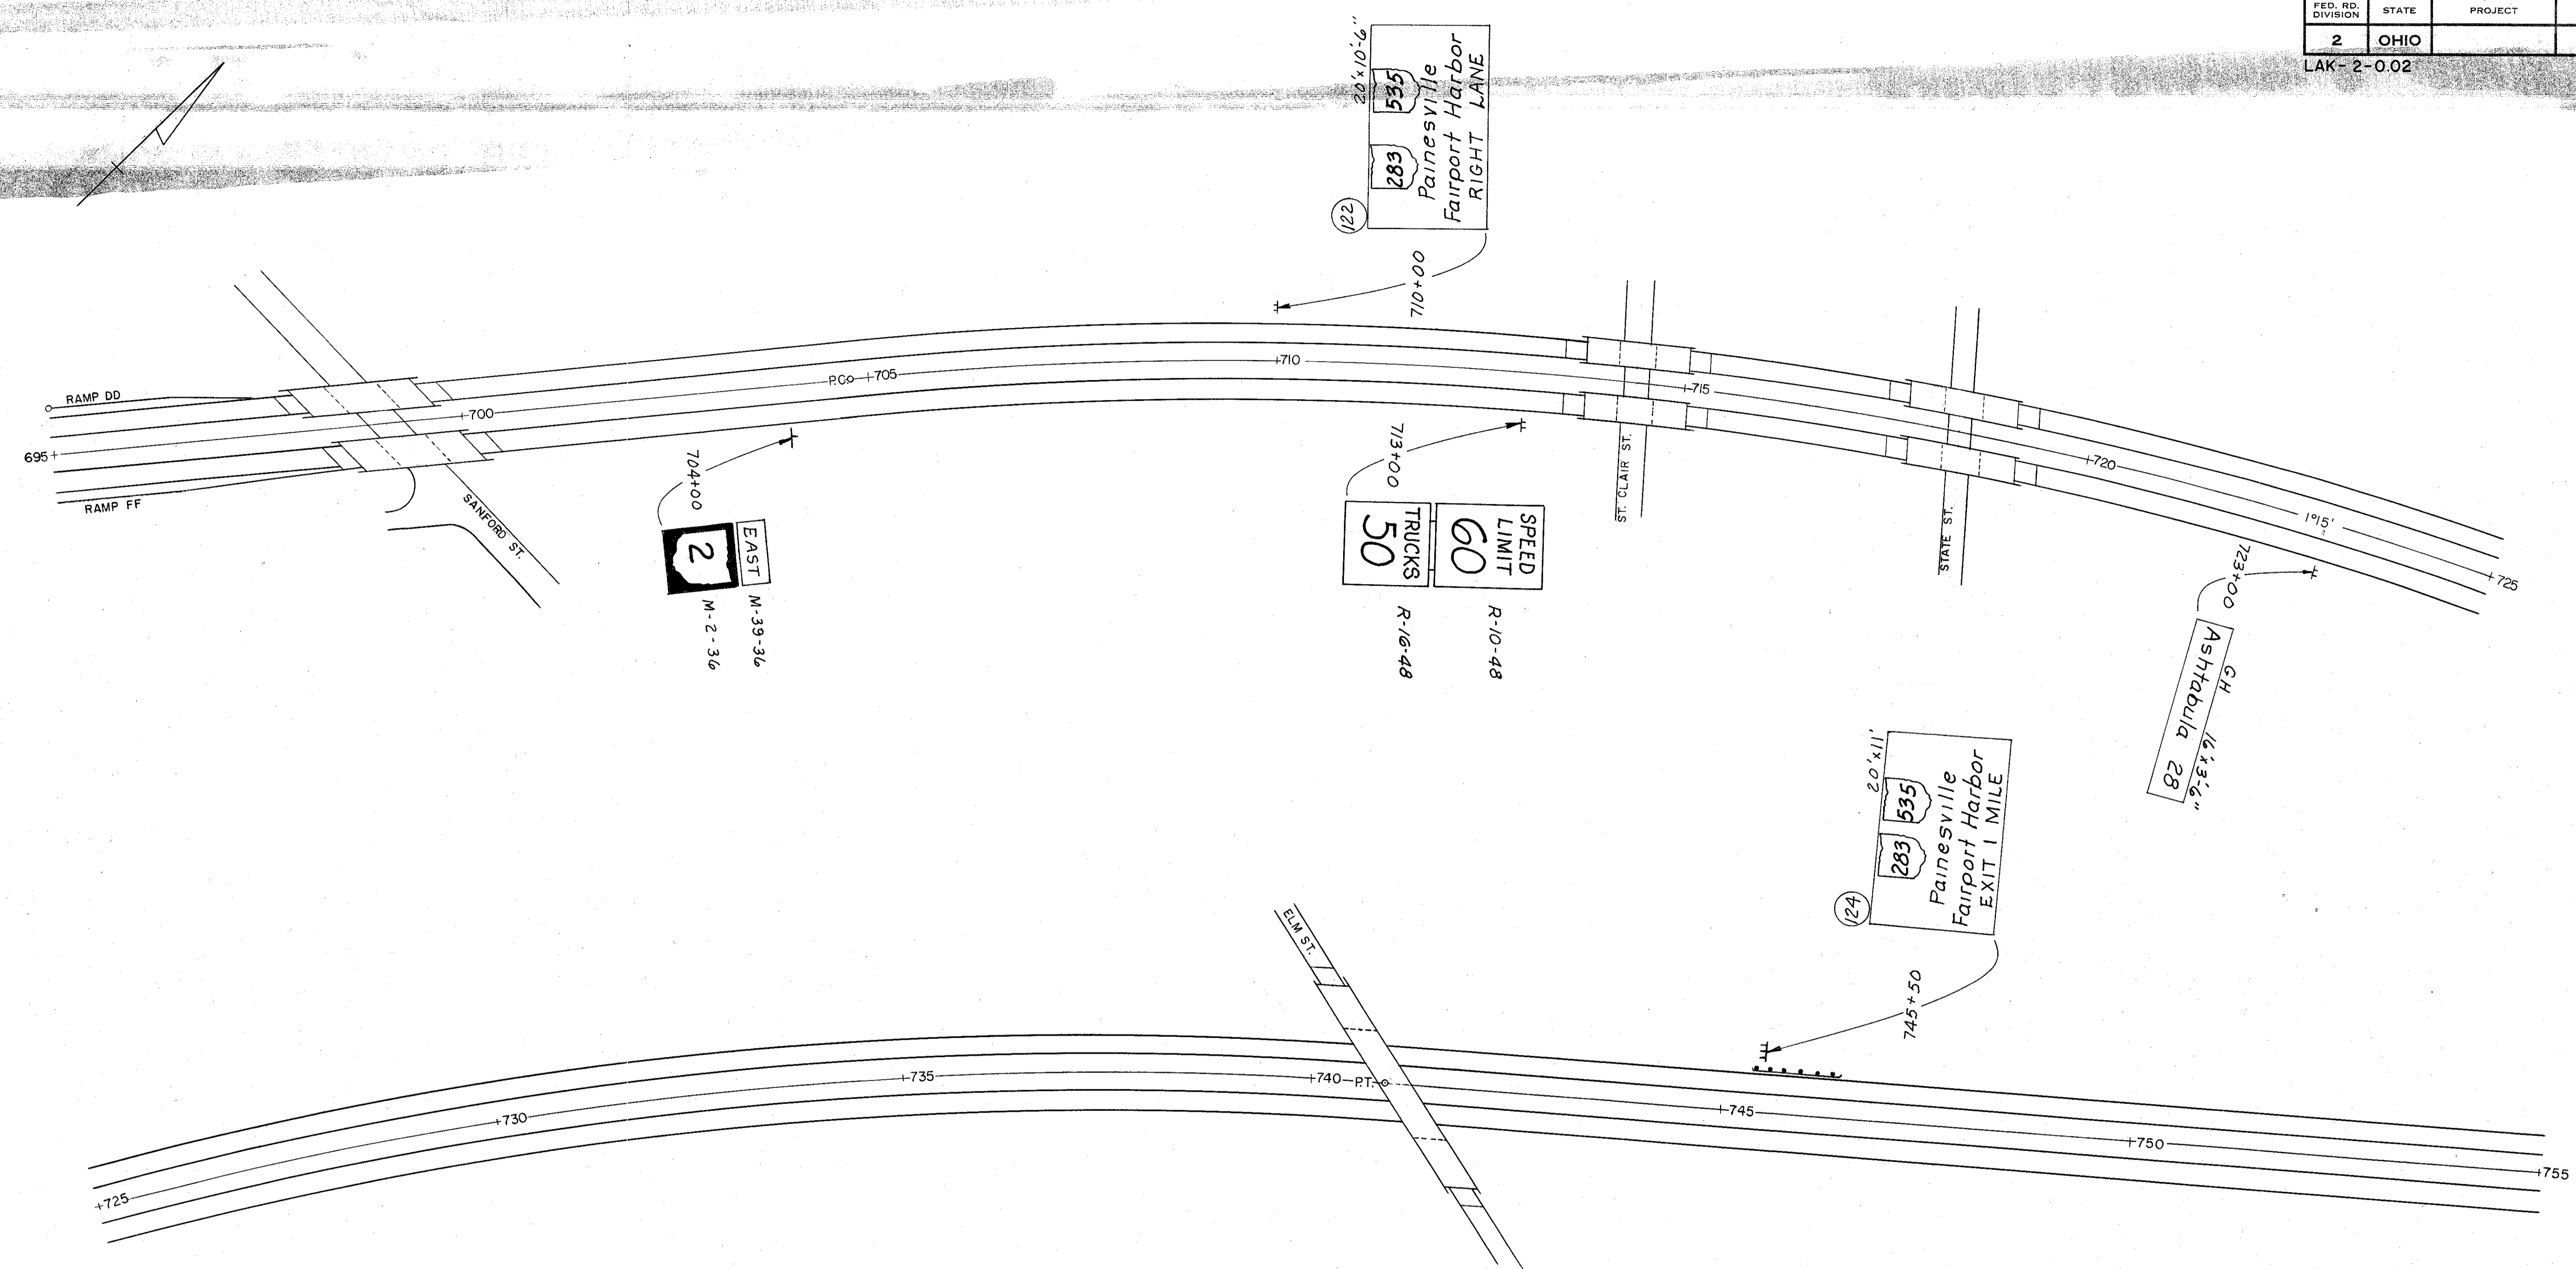 FED. RD. DIVISION
STATE
PROJECT
2
OHIO
LAK-2-0.02
20'x10'-6"
283 535
Painesville
Fairport Harbor
RIGHT LANE
122
710+00
RAMP DD
695+
RAMP FF
SANFORD ST.
+700
P.C.
+705
+710
+715
+720
1°15'
+725
704+00
EAST
M-39-36
2
M-2-36
713+00
SPEED
LIMIT
60
R-10-48
TRUCKS
50
R-16-48
ST. CLAIR ST.
STATE ST.
723+00
GH 16'x3'-6"
Ashtabula 28
20'x11'
283 535
Painesville
Fairport Harbor
EXIT 1 MILE
124
745+50
ELM ST.
+725
+730
+735
+740
P.T.
+745
+750
+755